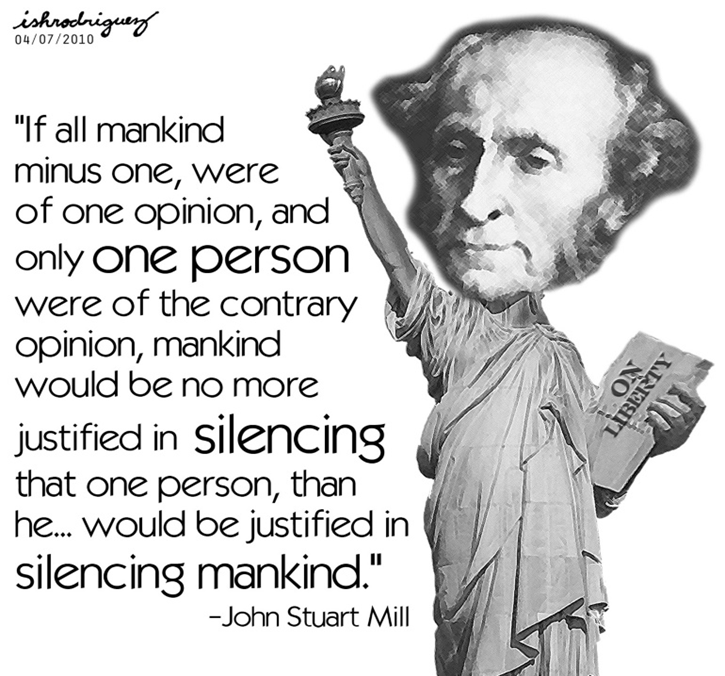 ishrodriguez
04/07/2010
"If all mankind
minus one, were
of one opinion, and
only one person
were of the contrary
opinion, mankind
would be no more
justified in silencing
that one person, than
he... would be justified in
silencing mankind."
-John Stuart Mill
ON
LIBERTY